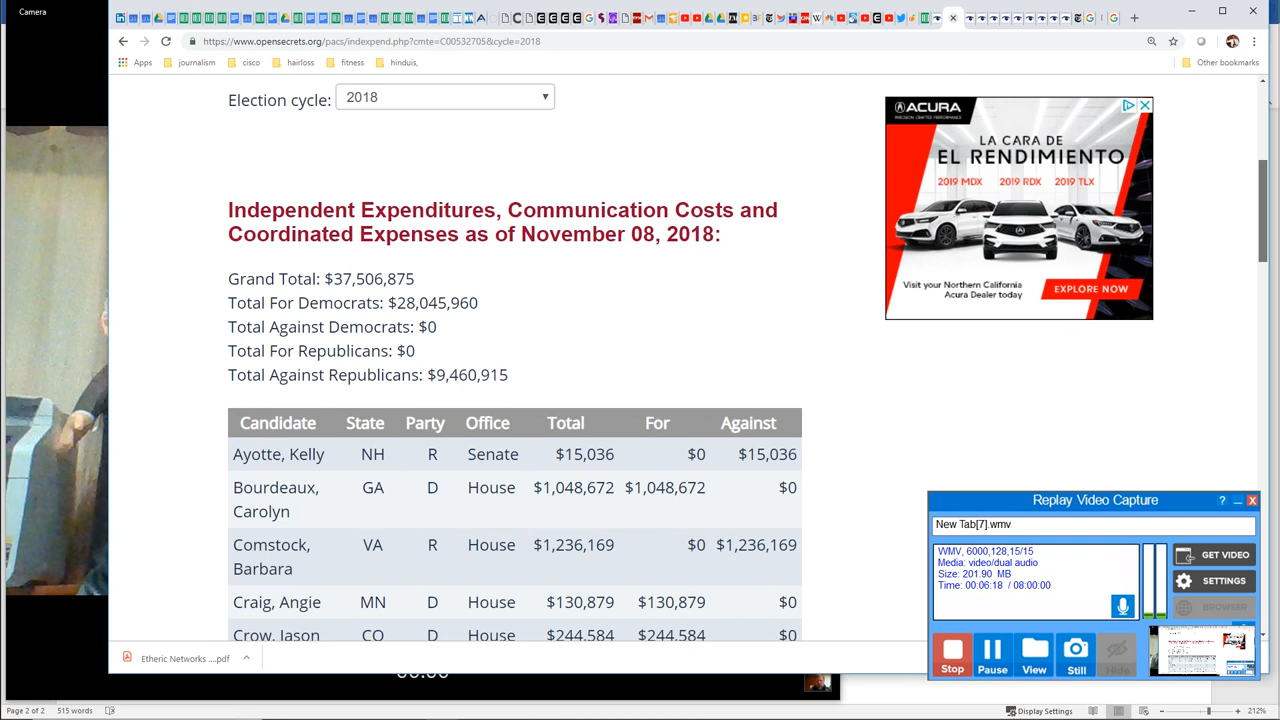 Camera
https://www.opensecrets.org/pacs/indexpend.php?cmte=C00532705&cycle=2018
Apps journalism cisco hairloss fitness hinduis, Other bookmarks
Election cycle: 2018
ACURA
PRECISION CRAFTED PERFORMANCE
LA CARA DE
EL RENDIMIENTO
2019 MDX 2019 RDX 2019 TLX
Visit your Northern California
Acura Dealer today
EXPLORE NOW
Independent Expenditures, Communication Costs and
Coordinated Expenses as of November 08, 2018:
Grand Total: $37,506,875
Total For Democrats: $28,045,960
Total Against Democrats: $0
Total For Republicans: $0
Total Against Republicans: $9,460,915
Candidate State Party Office Total For Against
Ayotte, Kelly NH R Senate $15,036 $0 $15,036
Bourdeaux, GA D House $1,048,672 $1,048,672 $0
Carolyn
Comstock, VA R House $1,236,169 $0 $1,236,169
Barbara
Craig, Angie MN D House $130,879 $130,879 $0
Crow, Jason CO D House $244,584 $244,584 $0
Replay Video Capture
New Tab[7].wmv
WMV, 6000,128,15/15
Media: video/dual audio
Size: 201.90 MB
Time: 00:06:18 / 08:00:00
GET VIDEO
SETTINGS
BROWSER
Stop Pause View Still Hide
Etheric Networks ....pdf
Page 2 of 2 515 words
Display Settings
212%